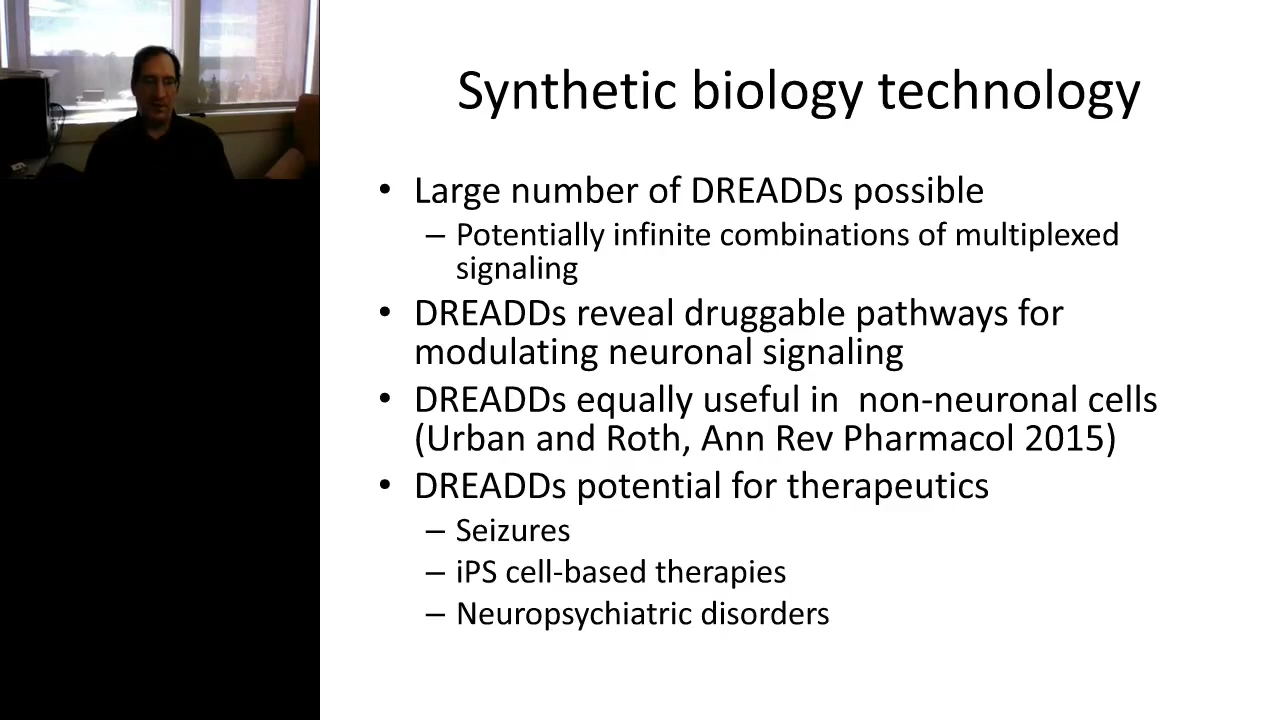 Synthetic biology technology
• Large number of DREADDs possible
– Potentially infinite combinations of multiplexed
signaling
• DREADDs reveal druggable pathways for
modulating neuronal signaling
• DREADDs equally useful in  non-neuronal cells
(Urban and Roth, Ann Rev Pharmacol 2015)
• DREADDs potential for therapeutics
– Seizures
– iPS cell-based therapies
– Neuropsychiatric disorders